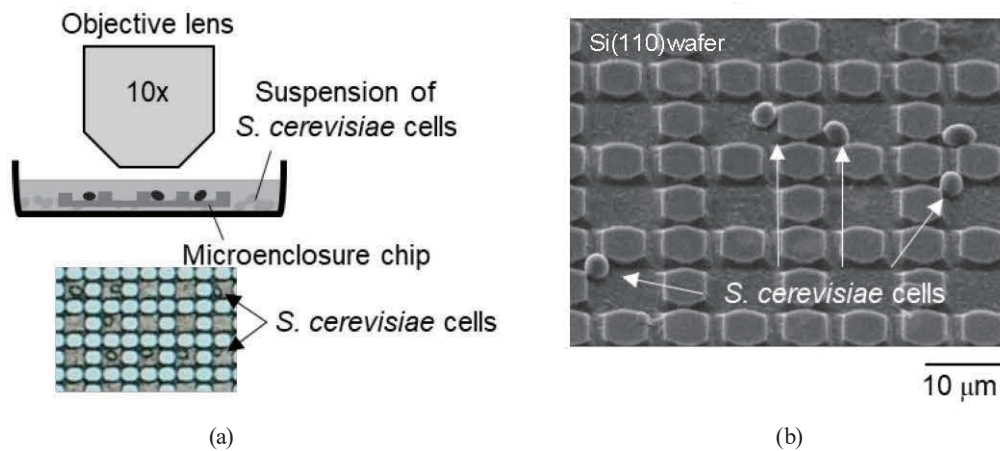 Objective lens
10x
Suspension of
S. cerevisiae cells
Microenclosure chip
S. cerevisiae cells
(a)
Si(110)wafer
S. cerevisiae cells
10 μm
(b)